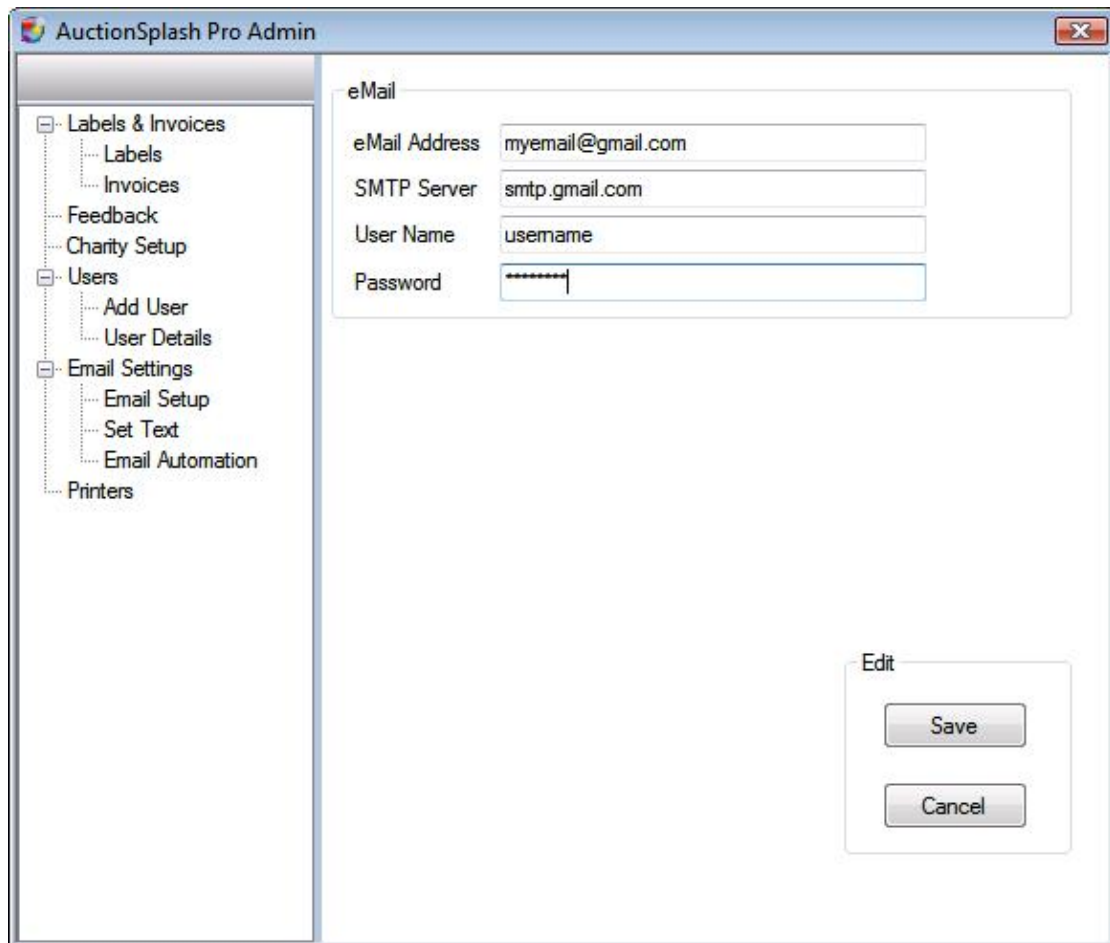 AuctionSplash Pro Admin
Labels & Invoices
Labels
Invoices
Feedback
Charity Setup
Users
Add User
User Details
Email Settings
Email Setup
Set Text
Email Automation
Printers
eMail
eMail Address myemail@gmail.com
SMTP Server smtp.gmail.com
User Name username
Password ********
Edit
Save
Cancel